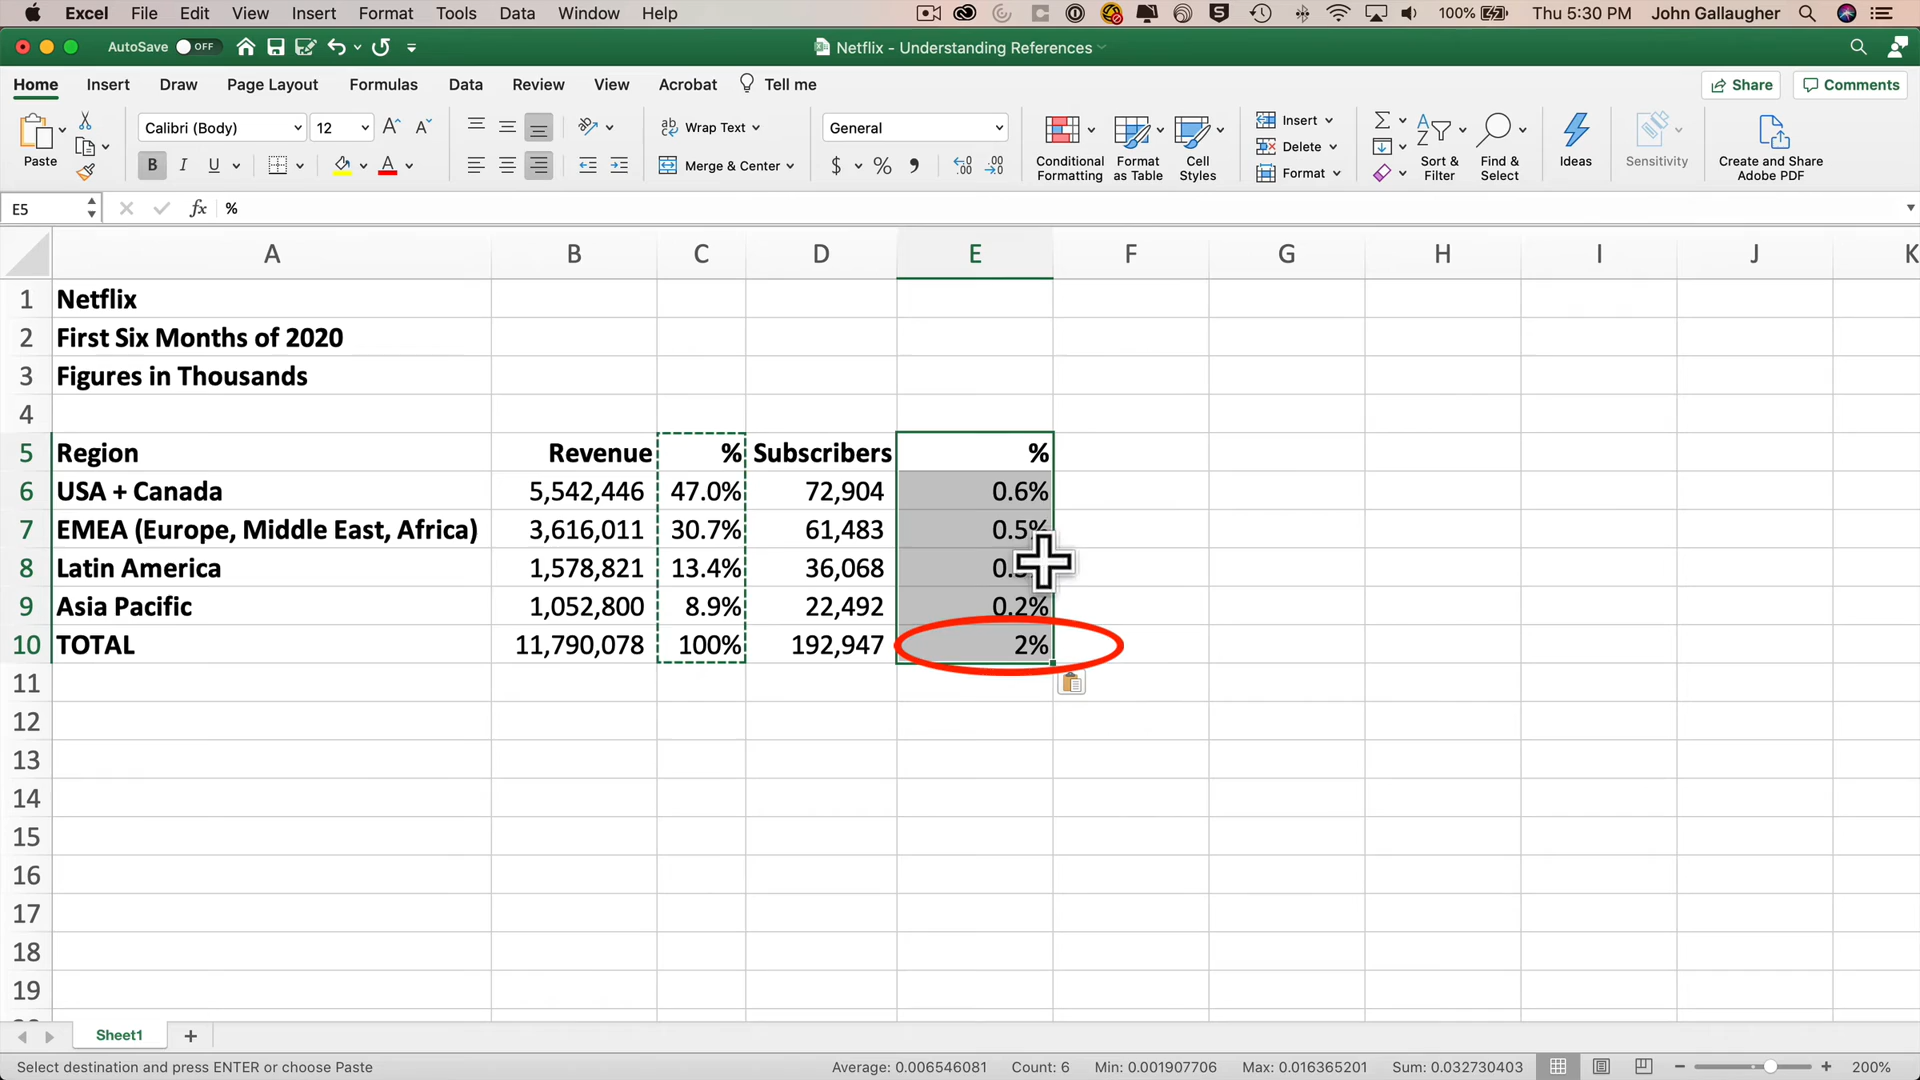 Excel File Edit View Insert Format Tools Data Window Help 100% Thu 5:30 PM John Gallaugher
AutoSave OFF Netflix - Understanding References
Home Insert Draw Page Layout Formulas Data Review View Acrobat Tell me Share Comments
Paste Calibri (Body) 12 Wrap Text General Conditional Formatting Format as Table Cell Styles Insert Sort & Filter Find & Select Ideas Sensitivity Create and Share Adobe PDF
B I U A Merge & Center $ % Delete
Format
E5 fx %
A B C D E F G H I J K
1 Netflix
2 First Six Months of 2020
3 Figures in Thousands
4
5 Region Revenue % Subscribers %
6 USA + Canada 5,542,446 47.0% 72,904 0.6%
7 EMEA (Europe, Middle East, Africa) 3,616,011 30.7% 61,483 0.5%
8 Latin America 1,578,821 13.4% 36,068
9 Asia Pacific 1,052,800 8.9% 22,492 0.2%
10 TOTAL 11,790,078 100% 192,947 2%
11
12
13
14
15
16
17
18
19
Sheet1 +
Select destination and press ENTER or choose Paste Average: 0.006546081 Count: 6 Min: 0.001907706 Max: 0.016365201 Sum: 0.032730403 200%